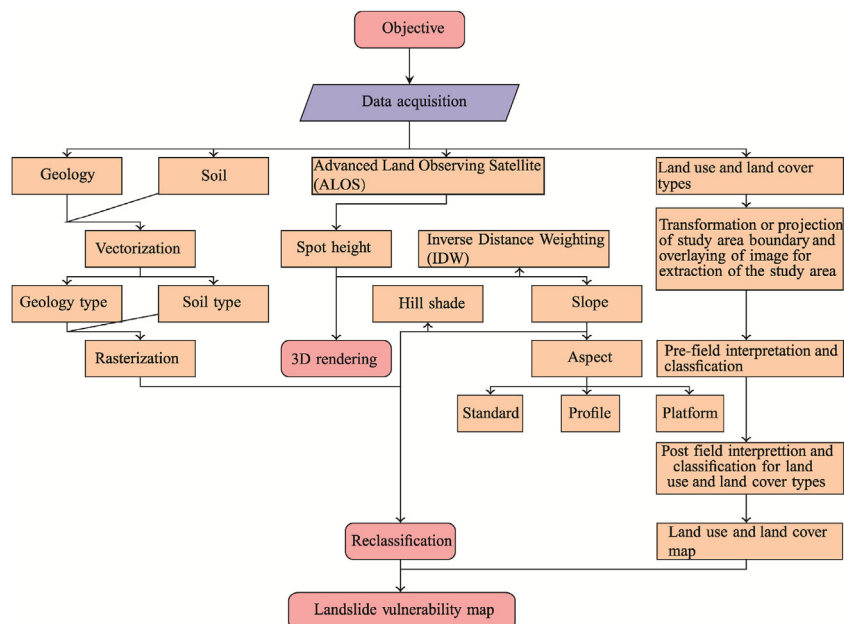 Objective
Data acquisition
Geology
Soil
Advanced Land Observing Satellite
(ALOS)
Land use and land cover
types
Vectorization
Spot height
Inverse Distance Weighting
(IDW)
Transformation or projection
of study area boundary and
overlaying of image for
extraction of the study area
Geology type
Soil type
Hill shade
Slope
Rasterization
3D rendering
Aspect
Pre-field interpretation and
classfication
Standard
Profile
Platform
Post field interprettion and
classification for land
use and land cover types
Reclassification
Land use and land cover
map
Landslide vulnerability map